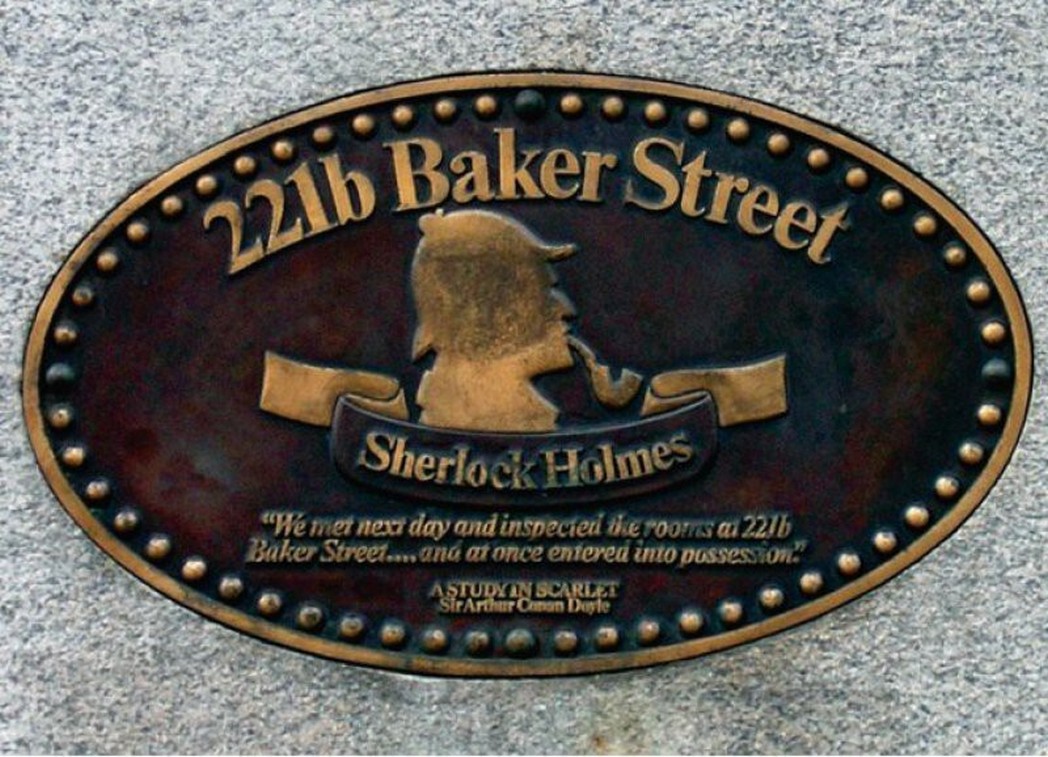 221b Baker Street
Sherlock Holmes
"We met next day and inspected the rooms at 221b
Baker Street.... and at once entered into possession."
A STUDY IN SCARLET
Sir Arthur Conan Doyle